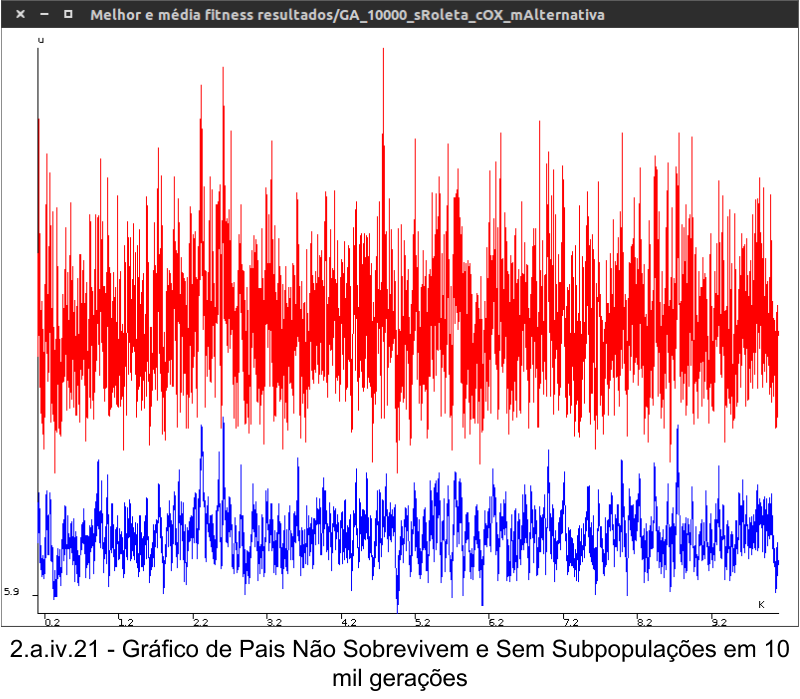 Melhor e média fitness resultados/GA_10000_sRoleta_cOX_mAlternativa
u
5.9
K
0.2 1.2 2.2 3.2 4.2 5.2 6.2 7.2 8.2 9.2
2.a.iv.21 - Gráfico de Pais Não Sobrevivem e Sem Subpopulações em 10
mil gerações